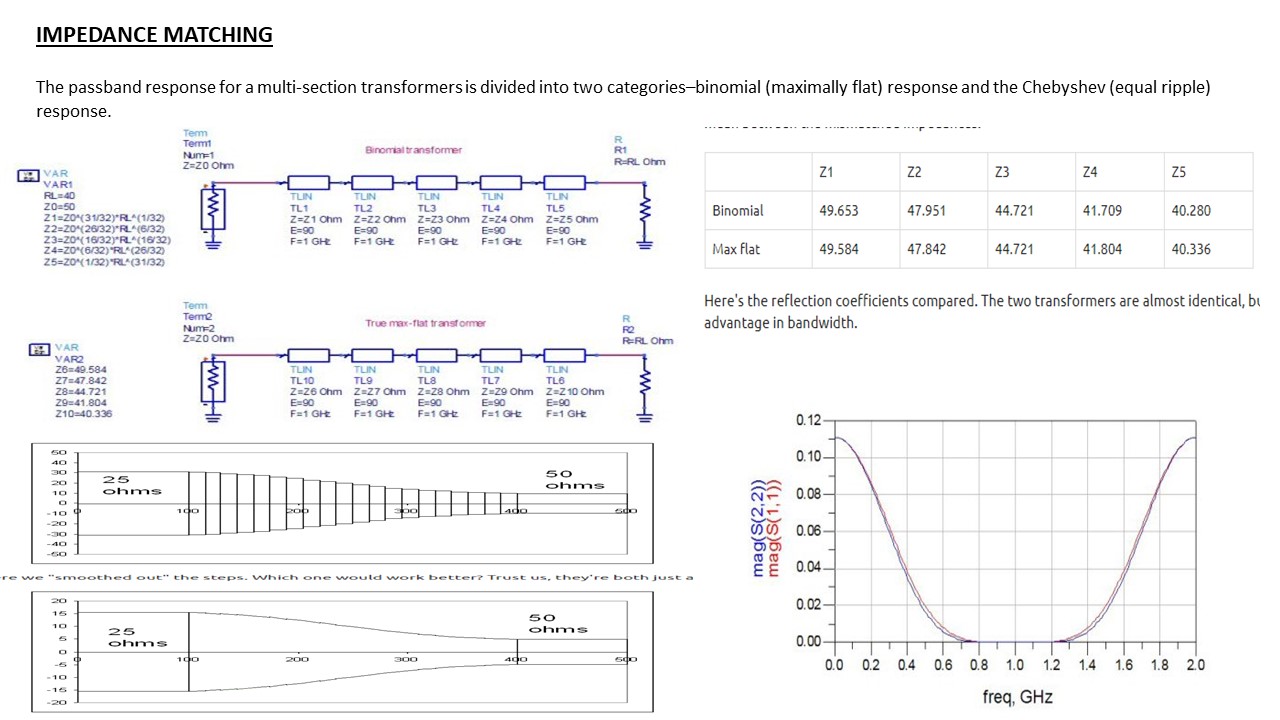 IMPEDANCE MATCHING
The passband response for a multi-section transformers is divided into two categories–binomial (maximally flat) response and the Chebyshev (equal ripple)
response.
Term
Term1
Num=1
Z=Z0 Ohm
Binomial transformer
R
R1
R=RL Ohm
VAR
VAR1
RL=40
Z0=50
Z1=Z0^(31/32)*RL^(1/32)
Z2=Z0^(26/32)*RL^(6/32)
Z3=Z0^(16/32)*RL^(16/32)
Z4=Z0^(6/32)*RL^(26/32)
Z5=Z0^(1/32)*RL^(31/32)
TLIN TLIN TLIN TLIN TLIN
TL1 TL2 TL3 TL4 TL5
Z=Z1 Ohm Z=Z2 Ohm Z=Z3 Ohm Z=Z4 Ohm Z=Z5 Ohm
E=90 E=90 E=90 E=90 E=90
F=1 GHz F=1 GHz F=1 GHz F=1 GHz F=1 GHz
Term
Term2
Num=2
Z=Z0 Ohm
True max-flat transformer
R
R2
R=RL Ohm
VAR
VAR2
Z6=49.584
Z7=47.842
Z8=44.721
Z9=41.804
Z10=40.336
TLIN TLIN TLIN TLIN TLIN
TL10 TL9 TL8 TL7 TL6
Z=Z6 Ohm Z=Z7 Ohm Z=Z8 Ohm Z=Z9 Ohm Z=Z10 Ohm
E=90 E=90 E=90 E=90 E=90
F=1 GHz F=1 GHz F=1 GHz F=1 GHz F=1 GHz
Z1 Z2 Z3 Z4 Z5
Binomial 49.653 47.951 44.721 41.709 40.280
Max flat 49.584 47.842 44.721 41.804 40.336
Here's the reflection coefficients compared. The two transformers are almost identical, bu
advantage in bandwidth.
50
40
30
20
10
0
-10
-20
-30
-40
-50
25
ohms
50
ohms
0 100 200 300 400 500
re we "smoothed out" the steps. Which one would work better? Trust us, they're both just a
20
15
10
5
0
-5
-10
-15
-20
25
ohms
50
ohms
0 100 200 300 400 500
mag(S(2,2))
mag(S(1,1))
0.12
0.10
0.08
0.06
0.04
0.02
0.00
0.0 0.2 0.4 0.6 0.8 1.0 1.2 1.4 1.6 1.8 2.0
freq, GHz